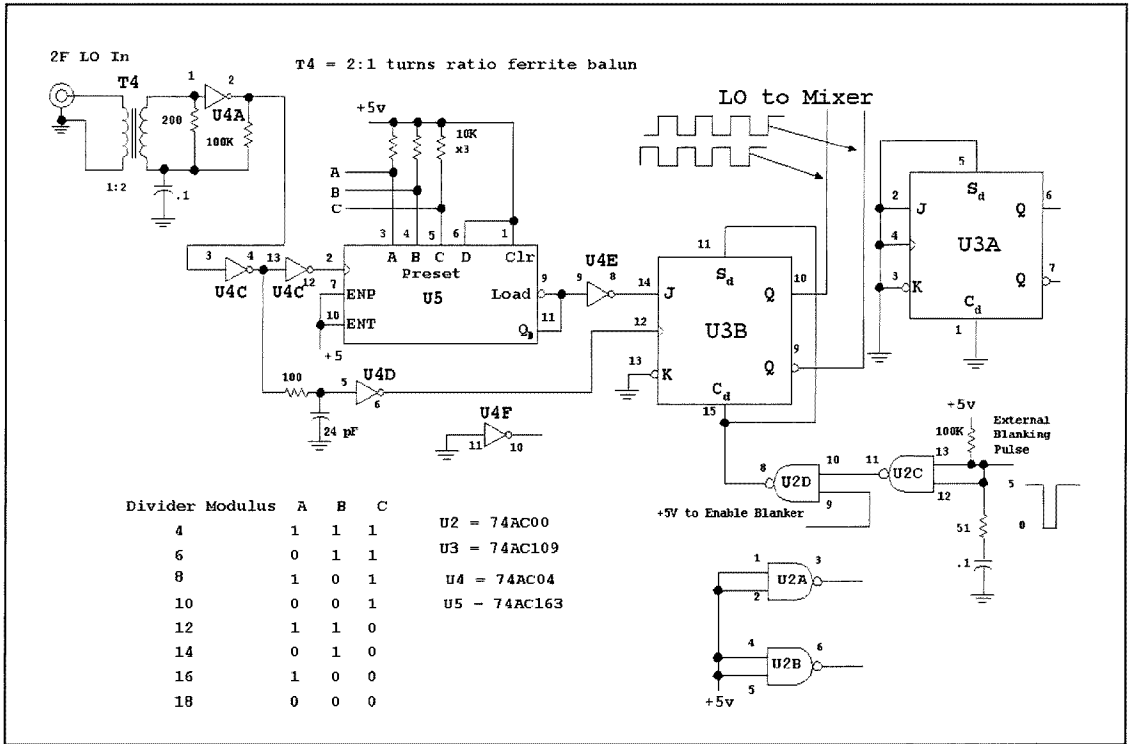 2F LO In
T4
T4 = 2:1 turns ratio ferrite balun
1
2
U4A
200
100K
1:2
.1
+5v
10K
x3
A
B
C
3
4
5
6
1
A B C D Clr
Preset
U5
2
7
ENP
10
ENT
+5
Load
9
11
Q
3
4
U4C
13
12
U4C
U4E
9
8
100
5
U4D
6
24 pF
U4F
11
10
LO to Mixer
11
S d
14
J
Q
10
12
U3B
13
K
Q
9
C d
15
5
S d
2
J
Q
6
4
U3A
3
K
Q
7
C d
1
+5v
100K
External
Blanking
Pulse
13
12
11
U2C
10
9
8
U2D
+5V to Enable Blanker
51
.1
5
0
1
2
3
U2A
4
5
6
U2B
+5v
Divider Modulus A B C
4 1 1 1
6 0 1 1
8 1 0 1
10 0 0 1
12 1 1 0
14 0 1 0
16 1 0 0
18 0 0 0
U2 = 74AC00
U3 = 74AC109
U4 = 74AC04
U5 - 74AC163